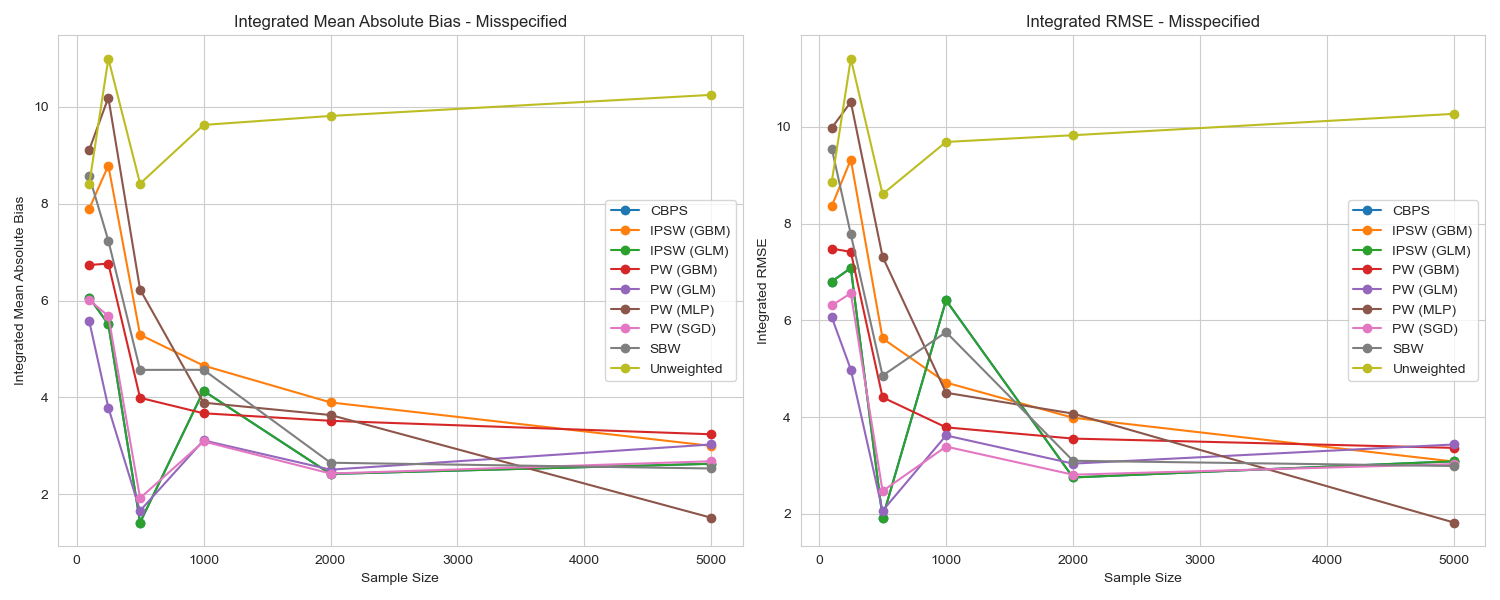 Integrated Mean Absolute Bias - Misspecified
Integrated Mean Absolute Bias
10
8
6
4
2
0
1000
2000
3000
4000
5000
Sample Size
CBPS
IPSW (GBM)
IPSW (GLM)
PW (GBM)
PW (GLM)
PW (MLP)
PW (SGD)
SBW
Unweighted
Integrated RMSE - Misspecified
Integrated RMSE
10
8
6
4
2
0
1000
2000
3000
4000
5000
Sample Size
CBPS
IPSW (GBM)
IPSW (GLM)
PW (GBM)
PW (GLM)
PW (MLP)
PW (SGD)
SBW
Unweighted